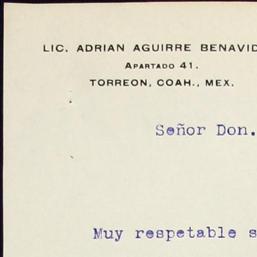 LIC. ADRIAN AGUIRRE BENAVID
APARTADO 41.
TORREON, COAH., MEX.
Señor Don.
Muy respetable s